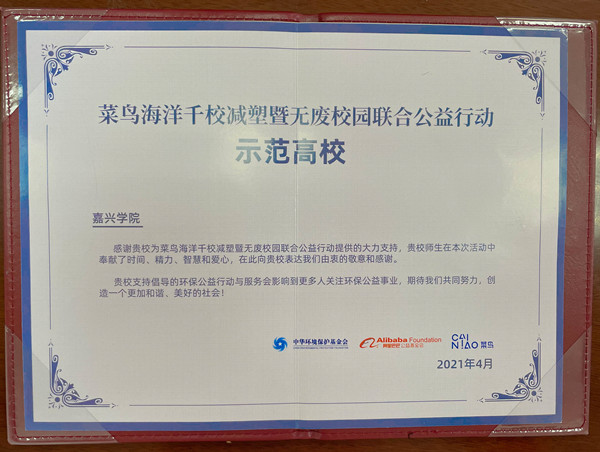 菜鸟海洋千校减塑暨无废校园联合公益行动
示范高校
嘉兴学院
感谢贵校为菜鸟海洋千校减塑暨无废校园联合公益行动提供的大力支持，贵校师生在本次活动中
奉献了时间、精力、智慧和爱心，在此向贵校表达我们由衷的敬意和感谢。
贵校支持倡导的环保公益行动与服务会影响到更多人关注环保公益事业，期待我们共同努力，创
造一个更加和谐、美好的社会！
中华环境保护基金会
Alibaba Foundation
阿里巴巴公益基金会
CAI
NIAO 菜鸟
2021年4月